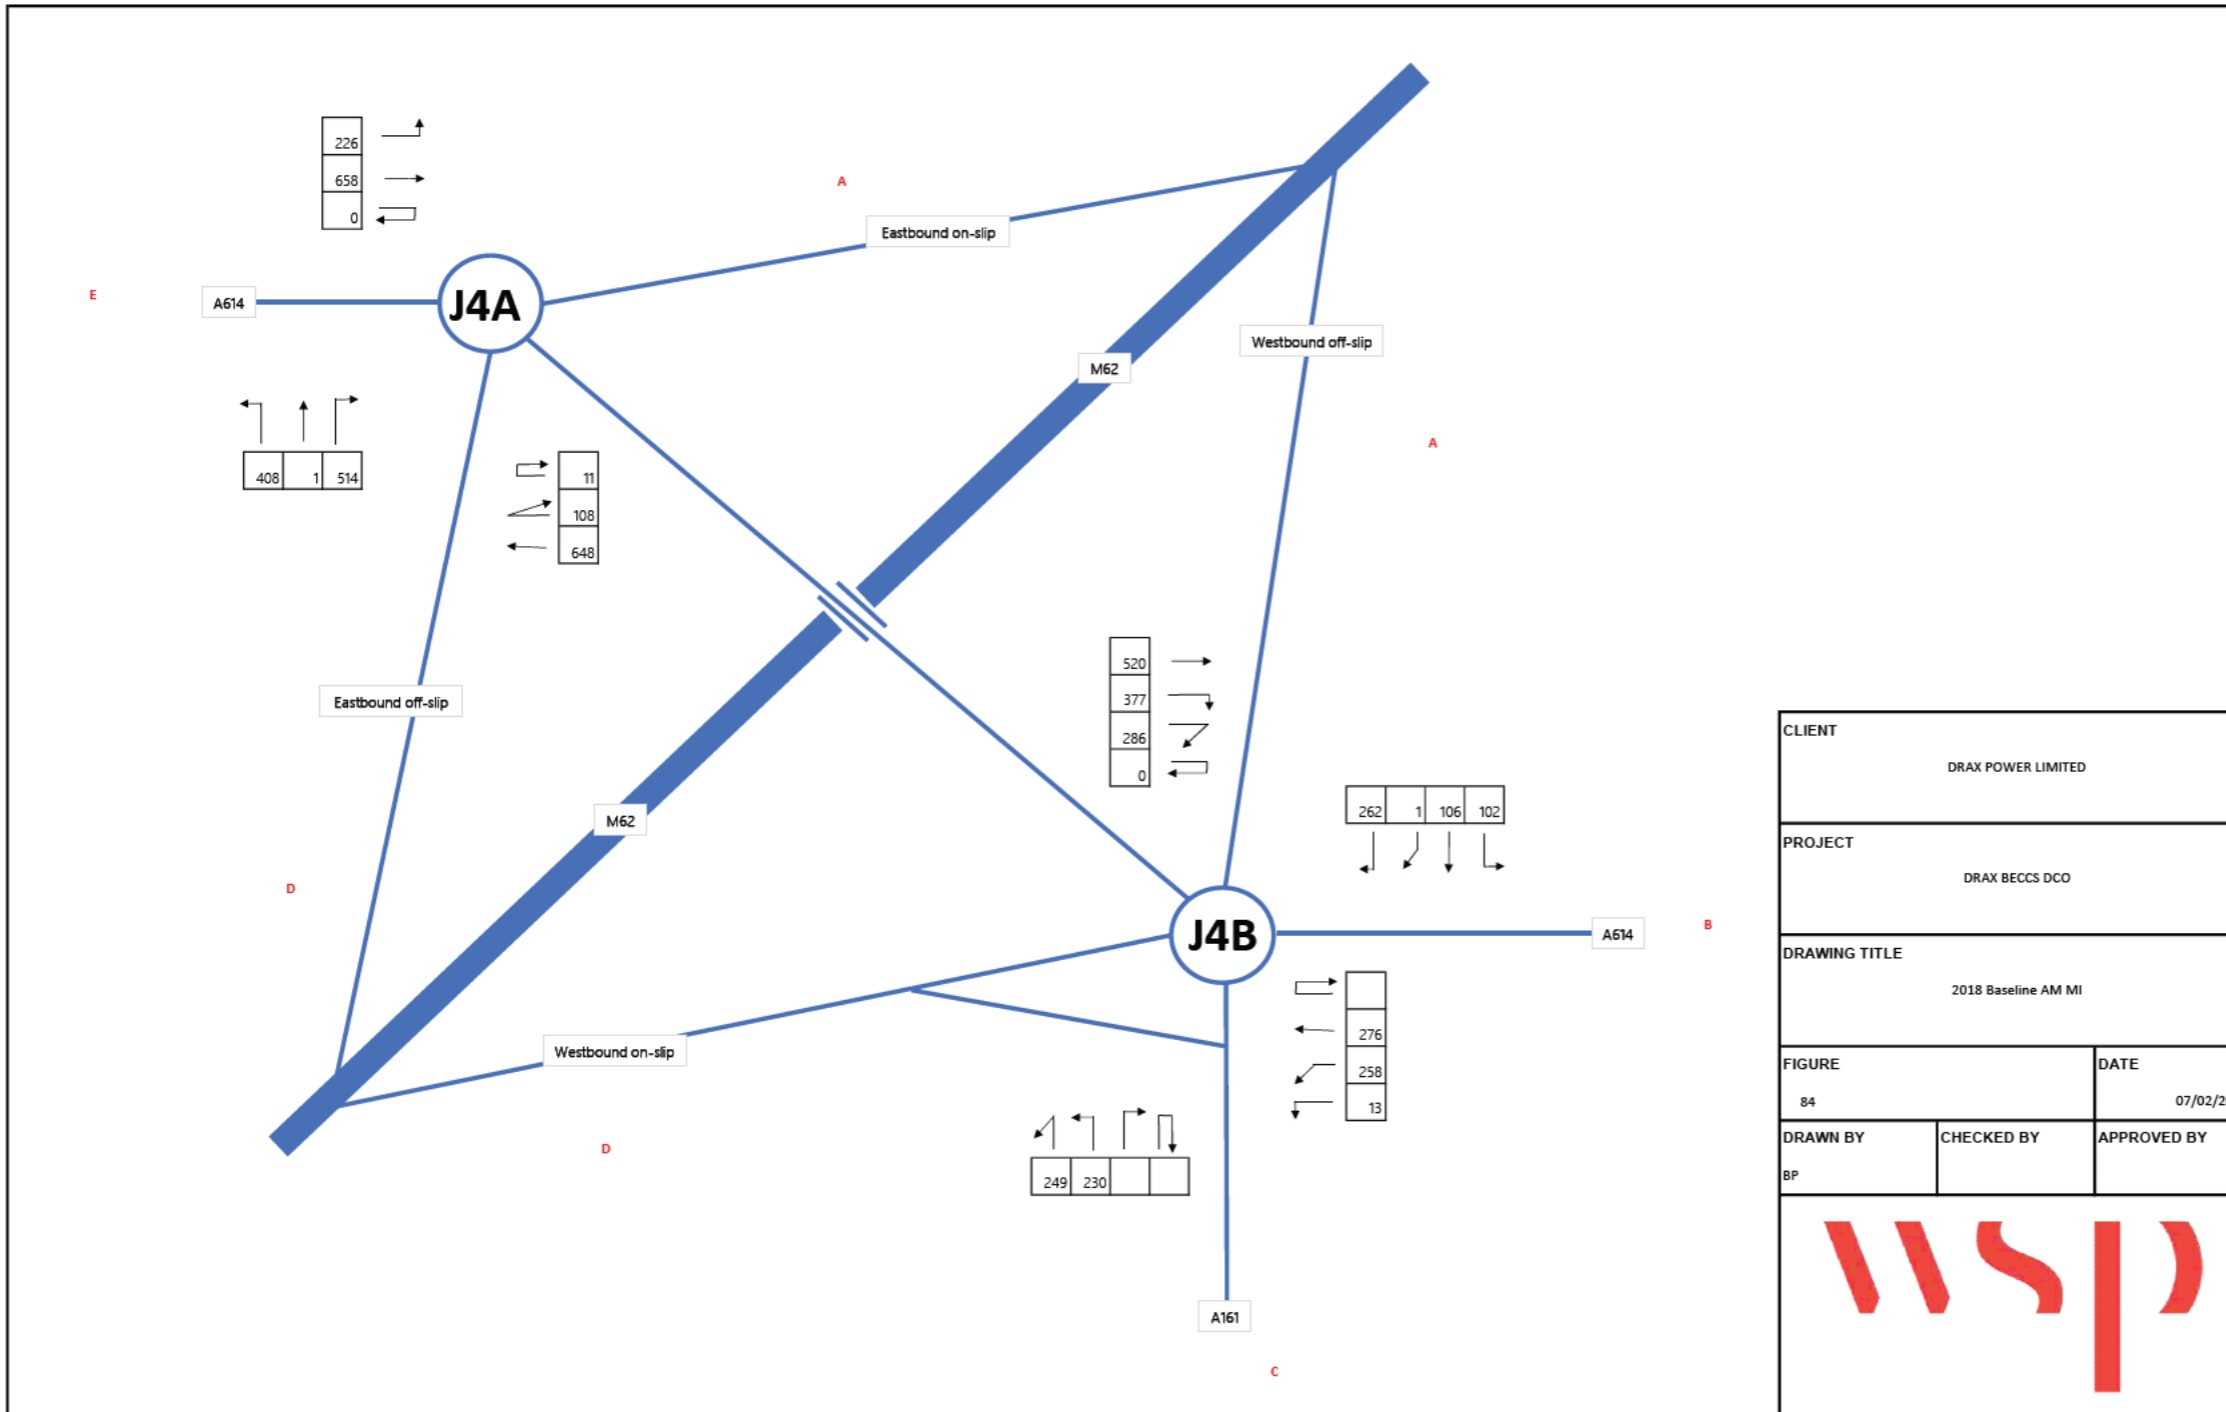 226
658
0
A
Eastbound on-slip
E
A614
J4A
M62
Westbound off-slip
A
408 1 514
11
108
648
Eastbound off-slip
520
377
286
0
M62
262 1 106 102
D
J4B
A614
B
276
258
13
Westbound on-slip
D
249 230
A161
C
CLIENT
DRAX POWER LIMITED
PROJECT
DRAX BECCS DCO
DRAWING TITLE
2018 Baseline AM MI
FIGURE DATE
84 07/02/2
DRAWN BY CHECKED BY APPROVED BY
BP
wsp